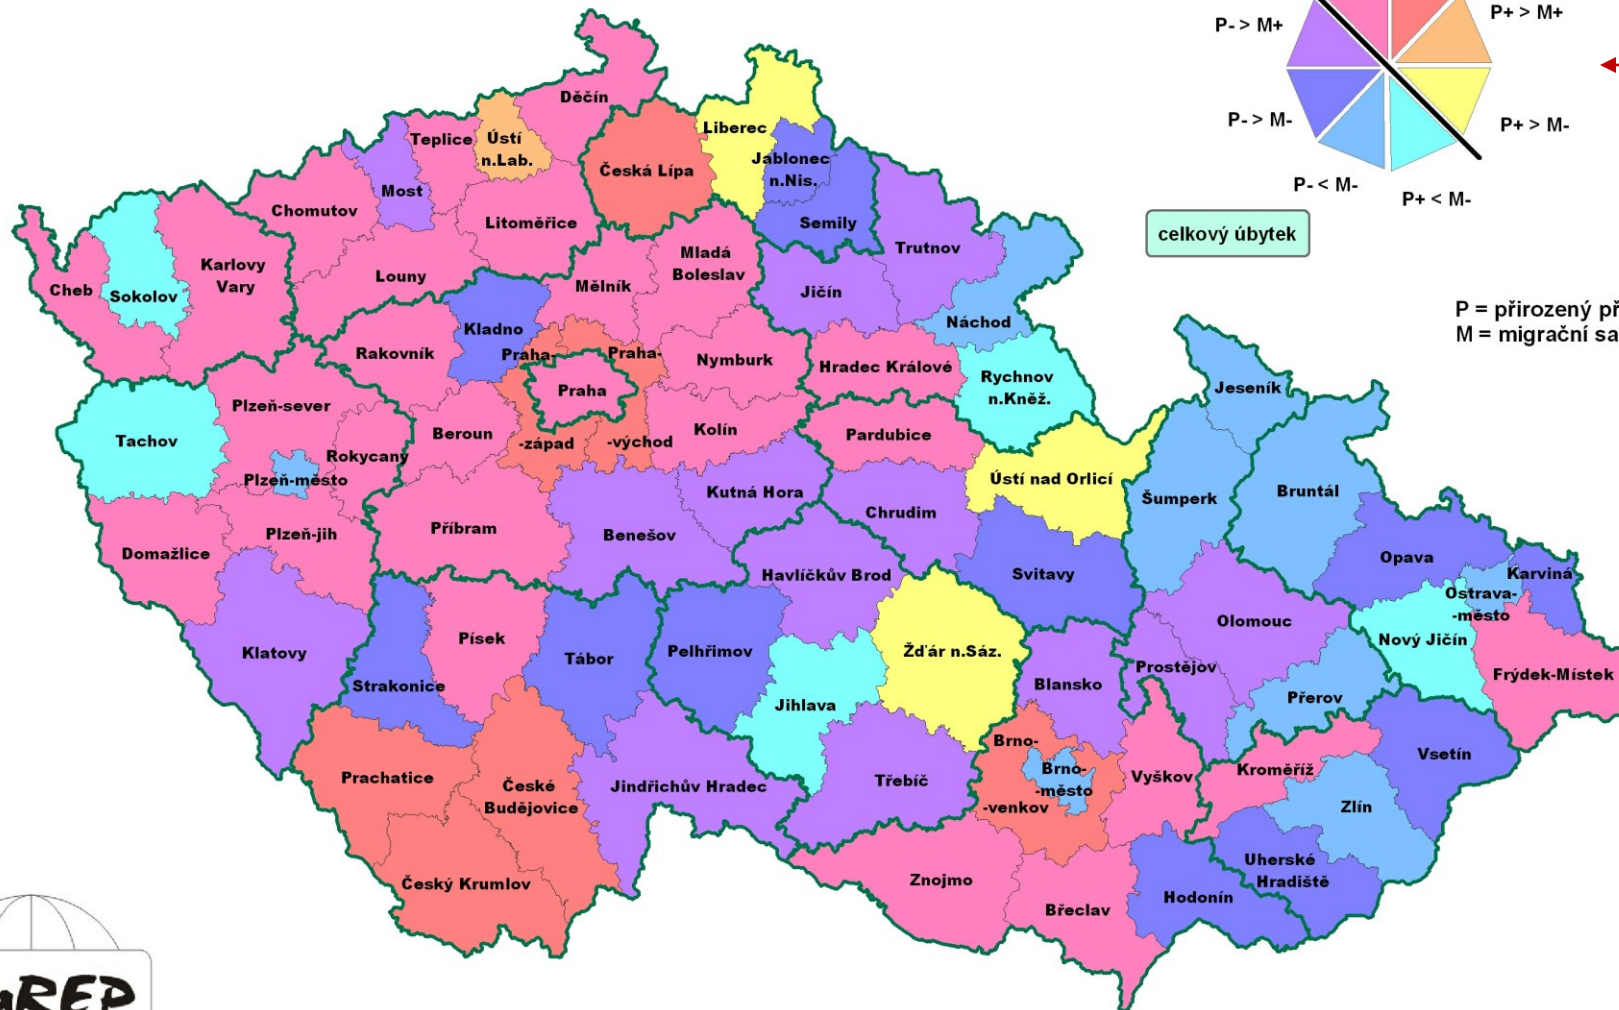 P- > M+
P+ > M+
P- > M-
P+ > M-
P- < M-
P+ < M-
celkový úbytek
P = přirozený př
M = migrační sa
Děčín
Liberec
Teplice
Ústí
n.Lab.
Česká Lípa
Jablonec
n.Nis.
Most
Chomutov
Litoměřice
Semily
Trutnov
Karlovy
Vary
Mladá
Boleslav
Louny
Cheb
Sokolov
Mělník
Jičín
Kladno
Náchod
Rakovník
Praha-
Praha-
Nymburk
Hradec Králové
Praha
Rychnov
n.Kněž.
Jeseník
Plzeň-sever
Tachov
Beroun
-západ
-východ
Kolín
Pardubice
Rokycany
Plzeň-město
Ústí nad Orlicí
Kutná Hora
Šumperk
Bruntál
Chrudim
Příbram
Plzeň-jih
Benešov
Domažlice
Havlíčkův Brod
Svitavy
Opava
Karviná
Ostrava-
-město
Olomouc
Písek
Klatovy
Tábor
Pelhřimov
Žďár n.Sáz.
Nový Jičín
Prostějov
Frýdek-Místek
Strakonice
Blansko
Přerov
Jihlava
Brno-
Vsetín
Brno-
-město
Prachatice
České
Budějovice
Jindřichův Hradec
Třebíč
Vyškov
Kroměříž
-venkov
Zlín
Uherské
Hradiště
Český Krumlov
Znojmo
Hodonín
Břeclav
REP